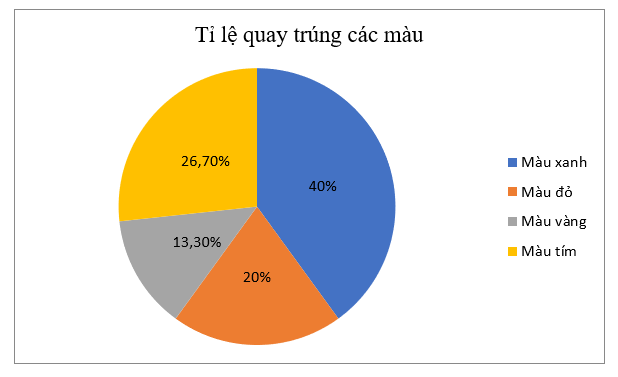 Tỉ lệ quay trúng các màu
26,70%
40%
13,30%
20%
Màu xanh
Màu đỏ
Màu vàng
Màu tím